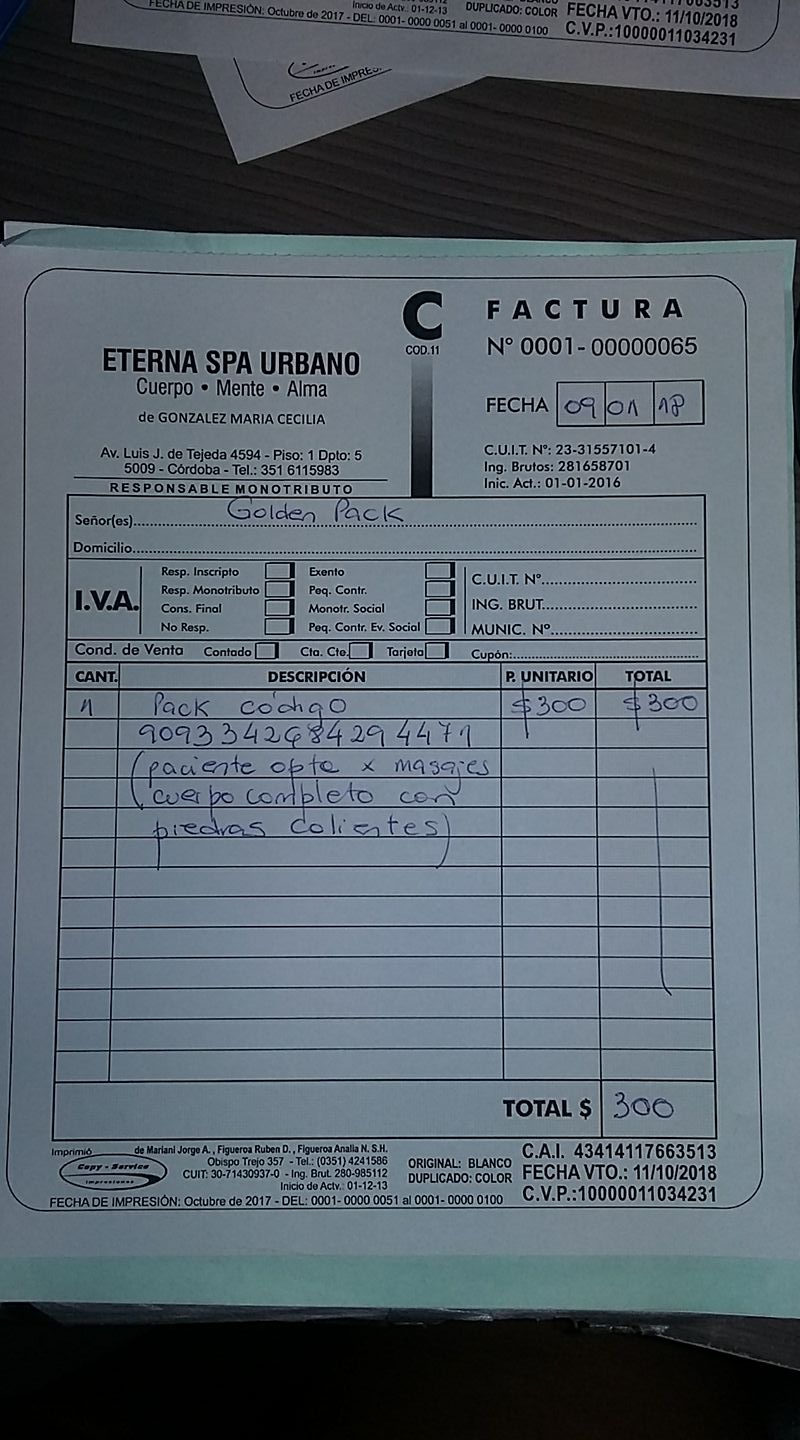 FECHA DE IMPRESIÓN: Octubre de 2017 - DEL: 0001- 0000 0051 al 0001- 0000 0100
Inicio de Actv.: 01-12-13
DUPLICADO: COLOR
FECHA VTO.: 11/10/2018
C.V.P.:10000011034231
FECHA DE IMPRES
C
COD.11
FACTURA
Nº 0001- 00000065
ETERNA SPA URBANO
Cuerpo • Mente • Alma
de GONZALEZ MARIA CECILIA
FECHA 09 01 18
Av. Luis J. de Tejeda 4594 - Piso: 1 Dpto: 5
5009 - Córdoba - Tel.: 351 6115983
RESPONSABLE MONOTRIBUTO
C.U.I.T. Nº: 23-31557101-4
Ing. Brutos: 281658701
Inic. Act.: 01-01-2016
Señor(es) Golden Pack
Domicilio
I.V.A.
Resp. Inscripto Exento
Resp. Monotributo Peq. Contr.
Cons. Final Monotr. Social
No Resp. Peq. Contr. Ev. Social
C.U.I.T. Nº
ING. BRUT.
MUNIC. Nº
Cond. de Venta Contado Cta. Cte. Tarjeta Cupón:
CANT. DESCRIPCIÓN P. UNITARIO TOTAL
1 Pack código $300 $300
9093342684294471
(paciente opta x masajes
cuerpo completo con
piedras calientes)
TOTAL $ 300
Imprimió
Copy - Service
impresiones
de Mariani Jorge A., Figueroa Ruben D., Figueroa Analia N. S.H.
Obispo Trejo 357 - Tel.: (0351) 4241586
CUIT: 30-71430937-0 - Ing. Brut. 280-985112
Inicio de Actv.: 01-12-13
FECHA DE IMPRESIÓN: Octubre de 2017 - DEL: 0001- 0000 0051 al 0001- 0000 0100
ORIGINAL: BLANCO
DUPLICADO: COLOR
C.A.I. 43414117663513
FECHA VTO.: 11/10/2018
C.V.P.:10000011034231